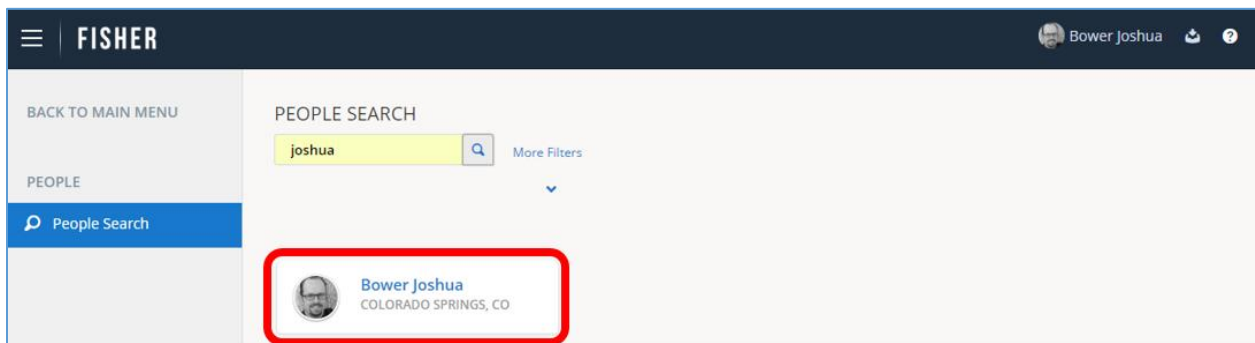 FISHER
Bower Joshua
BACK TO MAIN MENU
PEOPLE
People Search
PEOPLE SEARCH
joshua
More Filters
Bower Joshua
COLORADO SPRINGS, CO